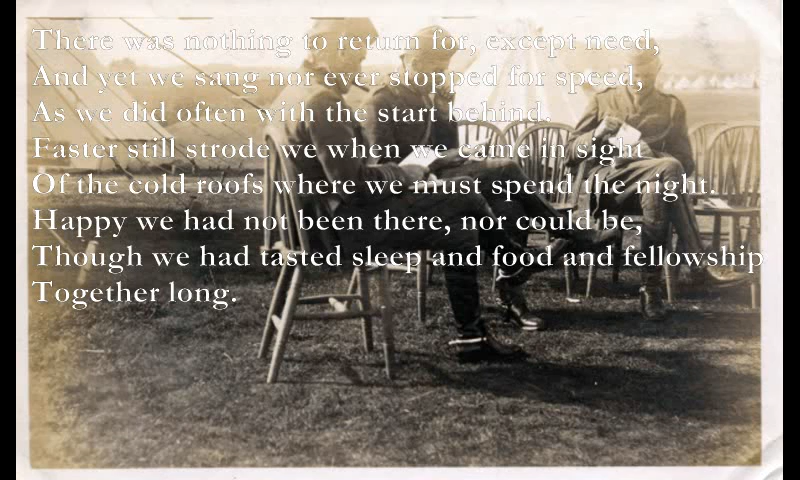 There was nothing to return for, except need,
And yet we sang nor ever stopped for speed,
As we did often with the start behind.
Faster still strode we when we came in sight
Of the cold roofs where we must spend the night.
Happy we had not been there, nor could be,
Though we had tasted sleep and food and fellowship
Together long.